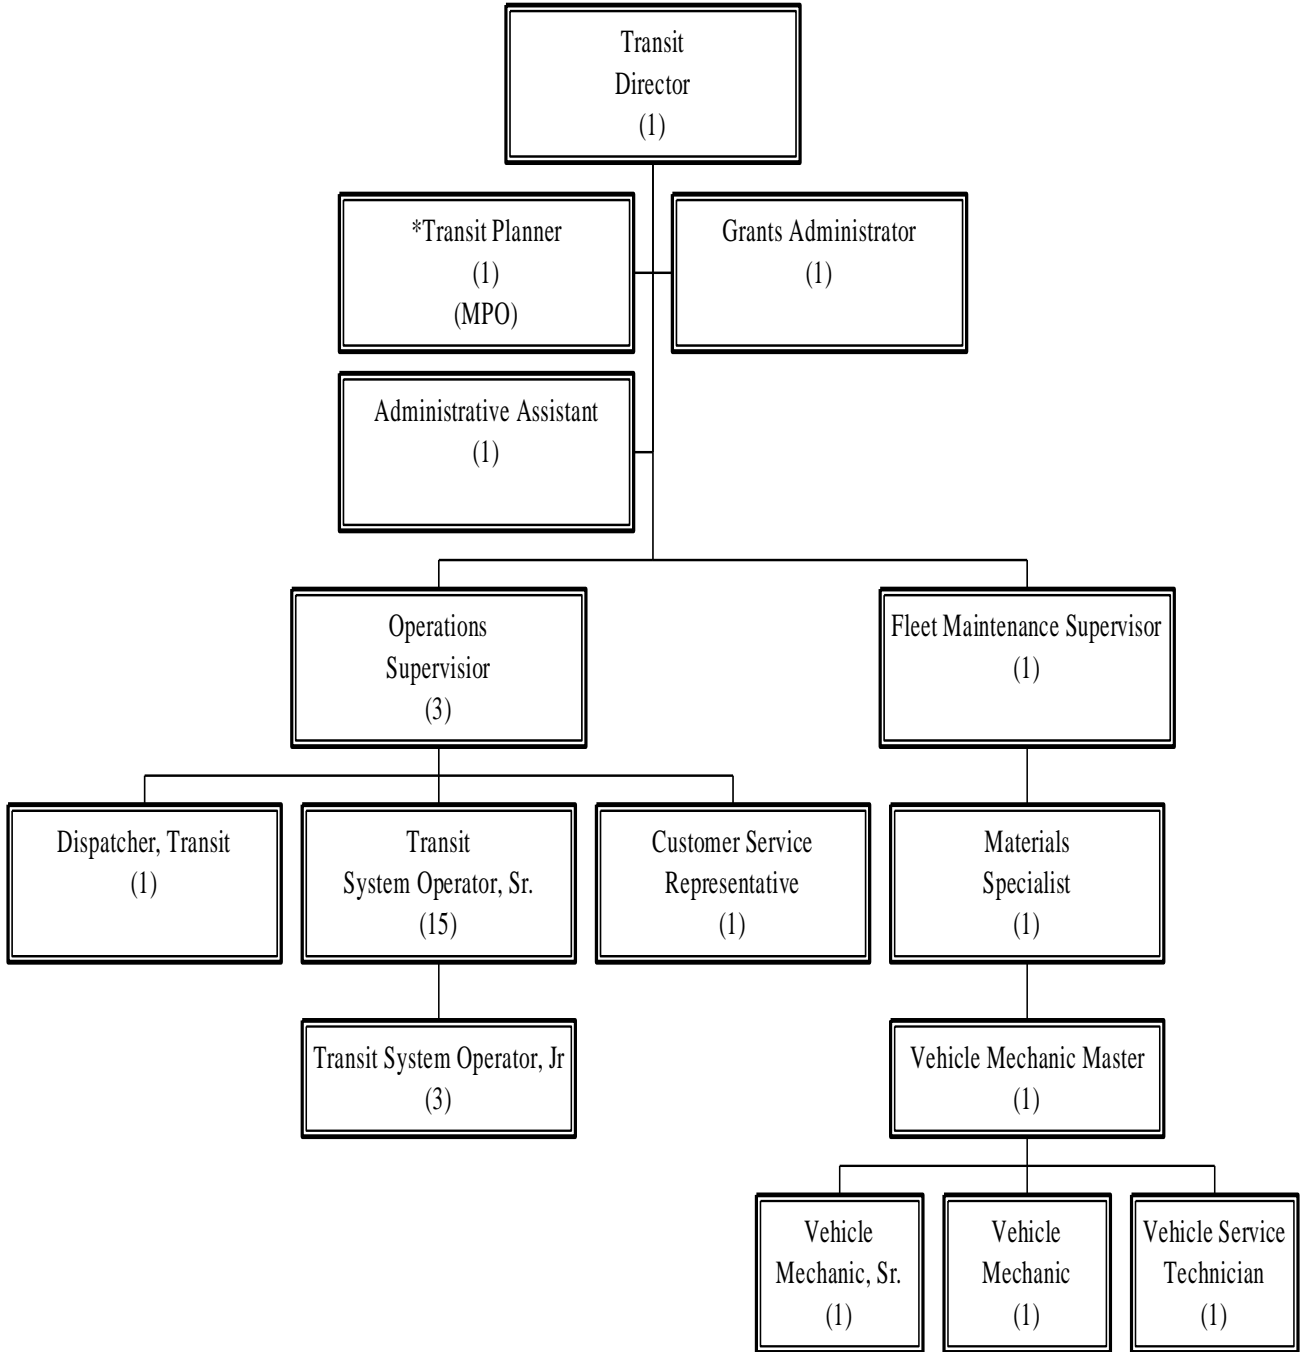 Transit
Director
(1)
*Transit Planner
(1)
(MPO)
Grants Administrator
(1)
Administrative Assistant
(1)
Operations
Supervisior
(3)
Fleet Maintenance Supervisor
(1)
Dispatcher, Transit
(1)
Transit
System Operator, Sr.
(15)
Customer Service
Representative
(1)
Materials
Specialist
(1)
Transit System Operator, Jr
(3)
Vehicle Mechanic Master
(1)
Vehicle
Mechanic, Sr.
(1)
Vehicle
Mechanic
(1)
Vehicle Service
Technician
(1)